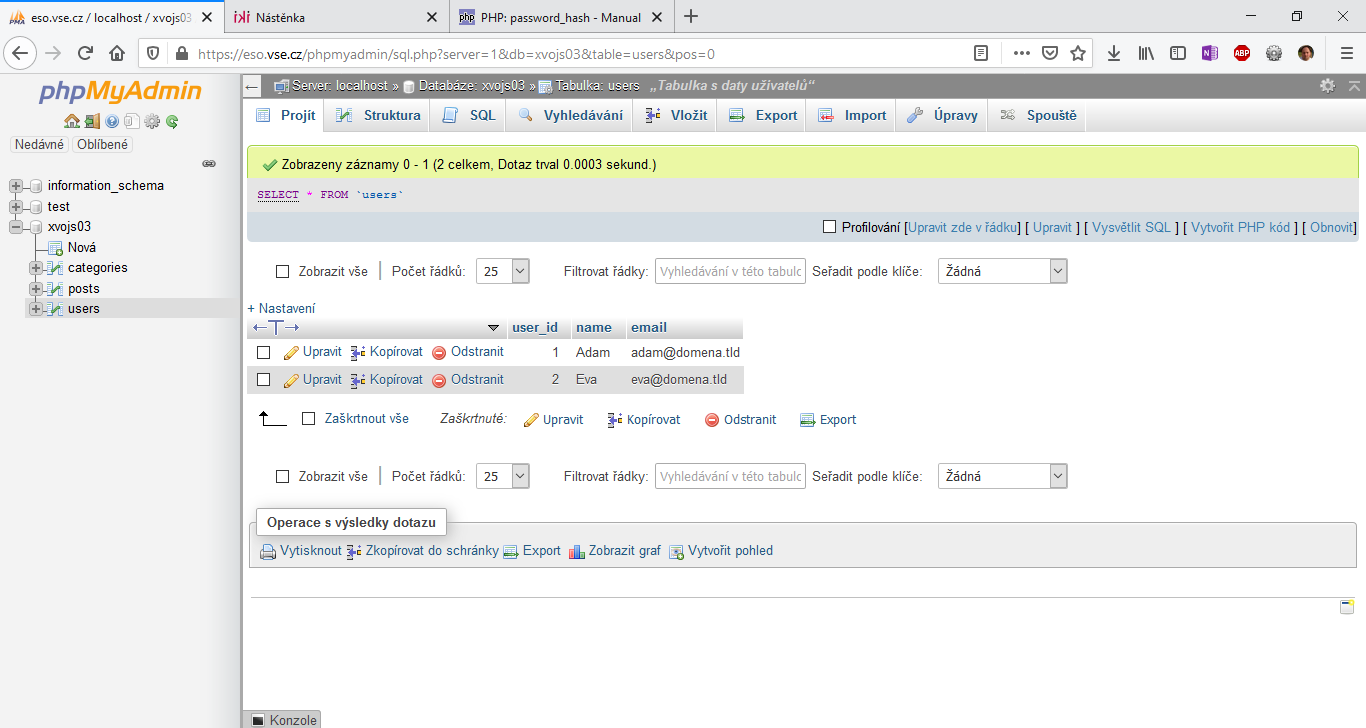 eso.vse.cz / localhost / xvojs03
Nástěnka
PHP: password_hash - Manual
https://eso.vse.cz/phpmyadmin/sql.php?server=1&db=xvojs03&table=users&pos=0
phpMyAdmin
Nedávné Oblíbené
information_schema
test
xvojs03
Nová
categories
posts
users
Server: localhost » Databáze: xvojs03 » Tabulka: users „Tabulka s daty uživatelů“
Projít Struktura SQL Vyhledávání Vložit Export Import Úpravy Spouště
Zobrazeny záznamy 0 - 1 (2 celkem, Dotaz trval 0.0003 sekund.)
SELECT * FROM `users`
Profilování [Upravit zde v řádku] [ Upravit ] [ Vysvětlit SQL ] [ Vytvořit PHP kód ] [ Obnovit]
Zobrazit vše Počet řádků: 25 Filtrovat řádky: Vyhledávání v této tabulc Seřadit podle klíče: Žádná
+ Nastavení
←T→ user_id name email
Upravit Kopírovat Odstranit 1 Adam adam@domena.tld
Upravit Kopírovat Odstranit 2 Eva eva@domena.tld
Zaškrtnout vše Zaškrtnuté: Upravit Kopírovat Odstranit Export
Zobrazit vše Počet řádků: 25 Filtrovat řádky: Vyhledávání v této tabulc Seřadit podle klíče: Žádná
Operace s výsledky dotazu
Vytisknout Zkopírovat do schránky Export Zobrazit graf Vytvořit pohled
Konzole